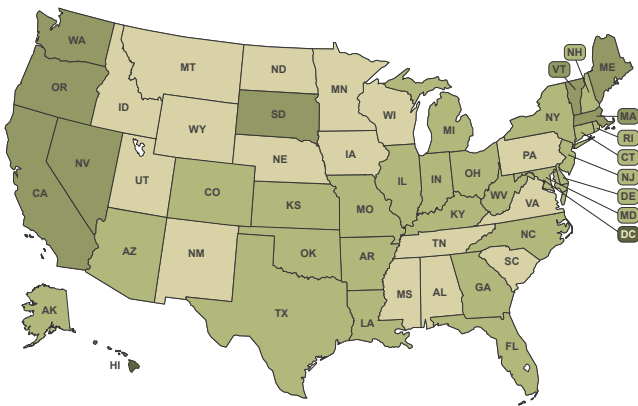 WA
OR
CA
NV
ID
MT
WY
UT
AZ
CO
NM
ND
SD
NE
KS
OK
TX
MN
IA
MO
AR
LA
WI
IL
MI
IN
OH
KY
TN
MS
AL
GA
FL
SC
NC
VA
WV
PA
NY
VT
NH
ME
MA
RI
CT
NJ
DE
MD
DC
AK
HI